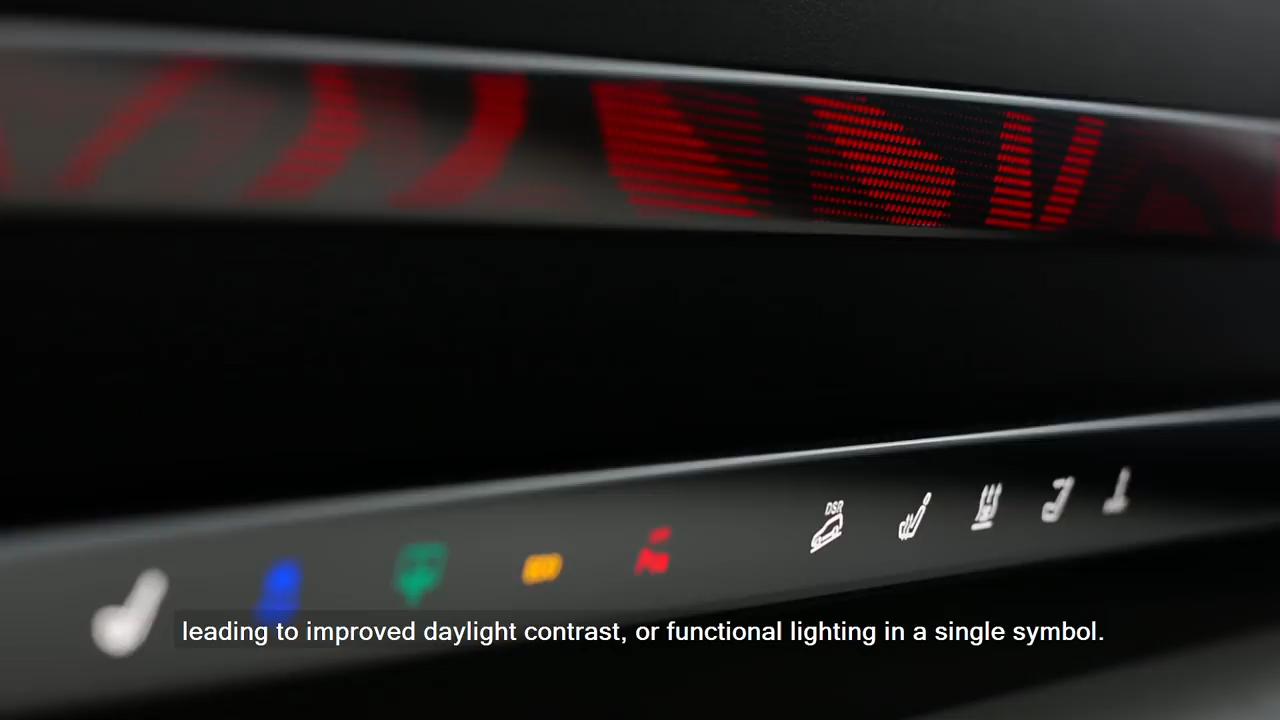 DSR
leading to improved daylight contrast, or functional lighting in a single symbol.